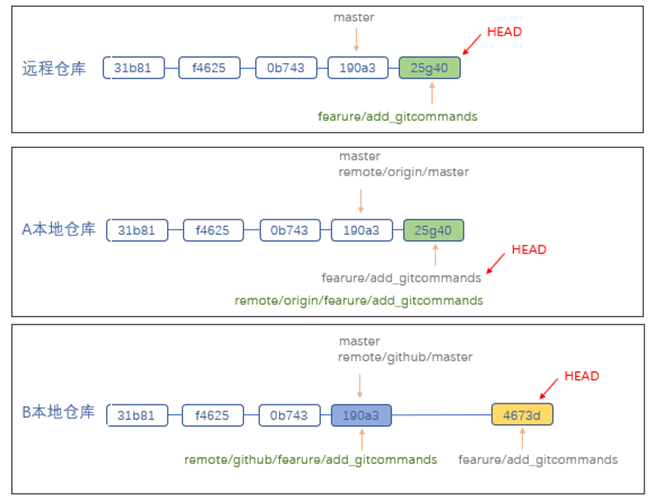 master
HEAD
远程仓库
31b81
f4625
0b743
190a3
25g40
fearure/add_gitcommands
master
remote/origin/master
A本地仓库
31b81
f4625
0b743
190a3
25g40
HEAD
fearure/add_gitcommands
remote/origin/fearure/add_gitcommands
master
remote/github/master
HEAD
B本地仓库
31b81
f4625
0b743
190a3
4673d
remote/github/fearure/add_gitcommands
fearure/add_gitcommands